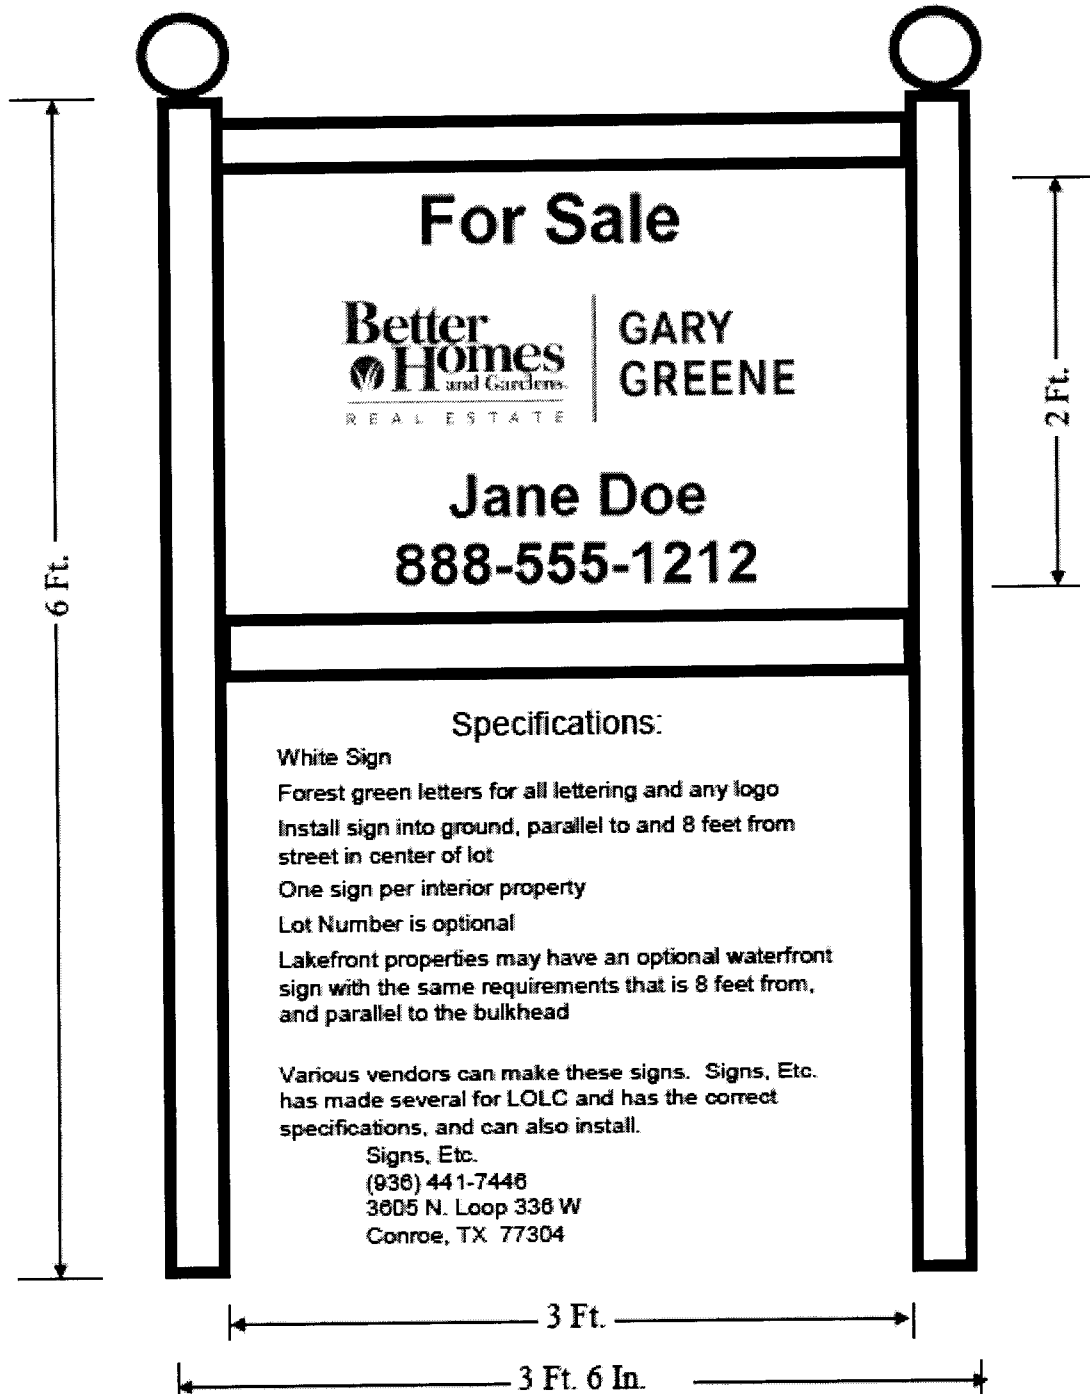 For Sale
Better
Homes
and Gardens
REAL ESTATE
GARY
GREENE
2 Ft.
Jane Doe
888-555-1212
6 Ft.
Specifications:
White Sign
Forest green letters for all lettering and any logo
Install sign into ground, parallel to and 8 feet from
street in center of lot
One sign per interior property
Lot Number is optional
Lakefront properties may have an optional waterfront
sign with the same requirements that is 8 feet from,
and parallel to the bulkhead
Various vendors can make these signs. Signs, Etc.
has made several for LOLC and has the correct
specifications, and can also install.
Signs, Etc.
(936) 441-7446
3605 N. Loop 336 W
Conroe, TX 77304
3 Ft.
3 Ft. 6 In.